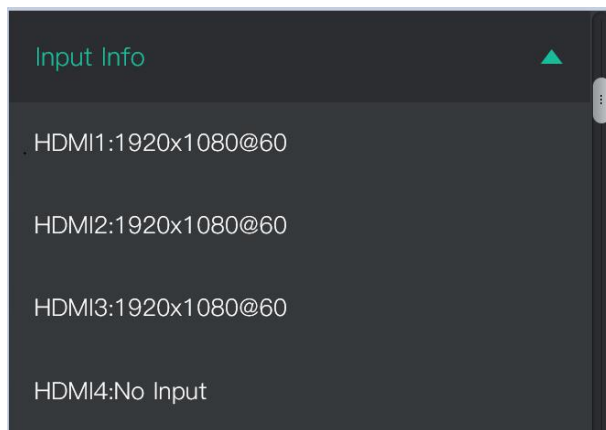 Input Info
HDMI1:1920x1080@60
HDMI2:1920x1080@60
HDMI3:1920x1080@60
HDMI4:No Input